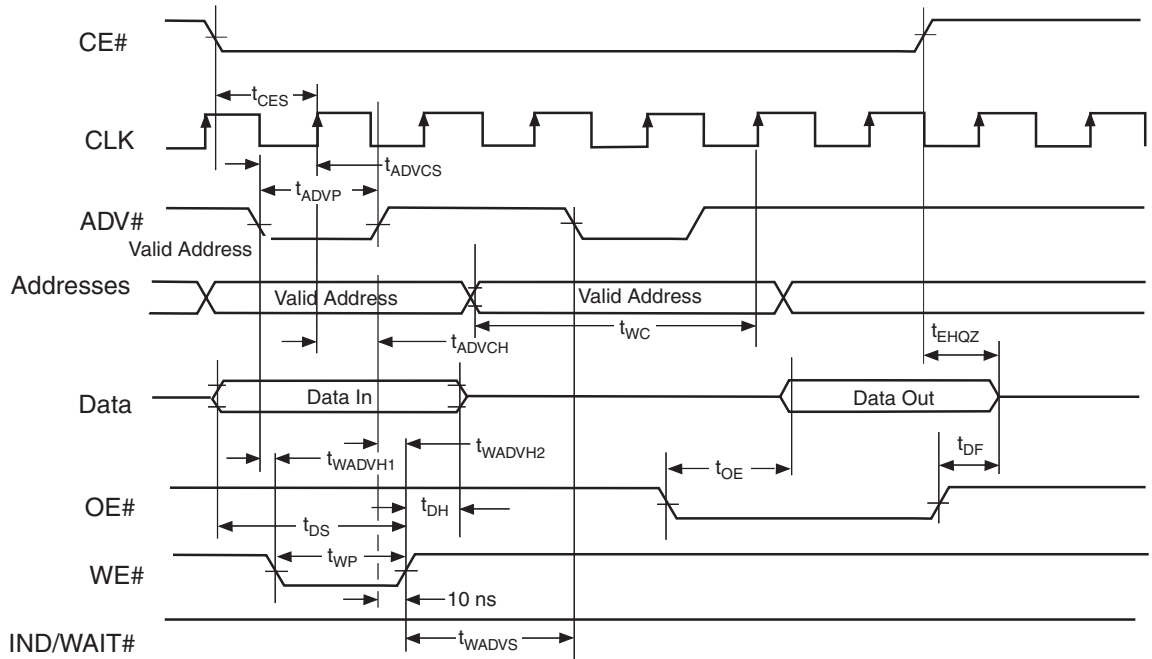 CE#
tCES
CLK
tADVCS
tADVP
ADV#
Valid Address
Addresses
Valid Address
Valid Address
tWC
tADVCH
tEHQZ
Data
Data In
Data Out
tWADVH1
tWADVH2
tOE
tDF
OE#
tDH
tDS
tWP
WE#
10 ns
tWADVS
IND/WAIT#